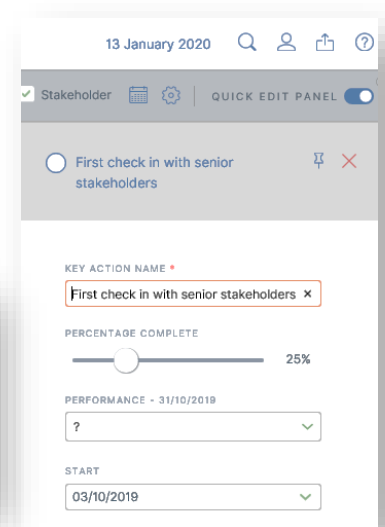 13 January 2020
Stakeholder
QUICK EDIT PANEL
First check in with senior
stakeholders
KEY ACTION NAME *
First check in with senior stakeholders ×
PERCENTAGE COMPLETE
25%
PERFORMANCE - 31/10/2019
?
START
03/10/2019